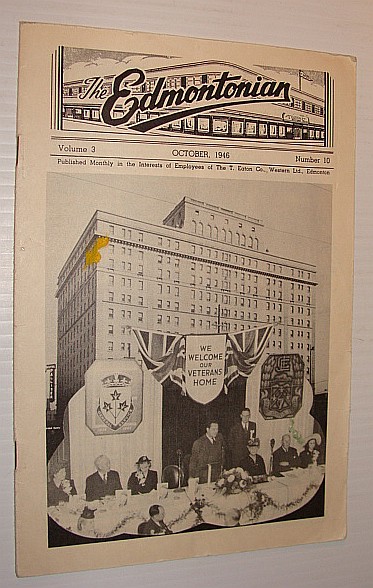 The Edmontonian
Volume 3 OCTOBER, 1946 Number 10
Published Monthly in the Interests of Employees of The T. Eaton Co., Western Ltd., Edmonton
WE
WELCOME
OUR
VETERANS
HOME